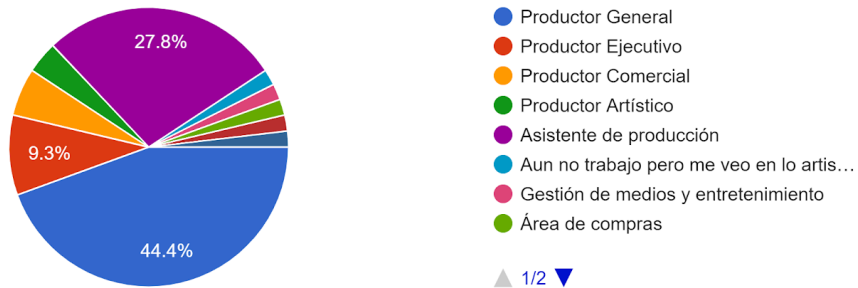 27.8%
9.3%
44.4%
Productor General
Productor Ejecutivo
Productor Comercial
Productor Artístico
Asistente de producción
Aun no trabajo pero me veo en lo artis…
Gestión de medios y entretenimiento
Área de compras
1/2